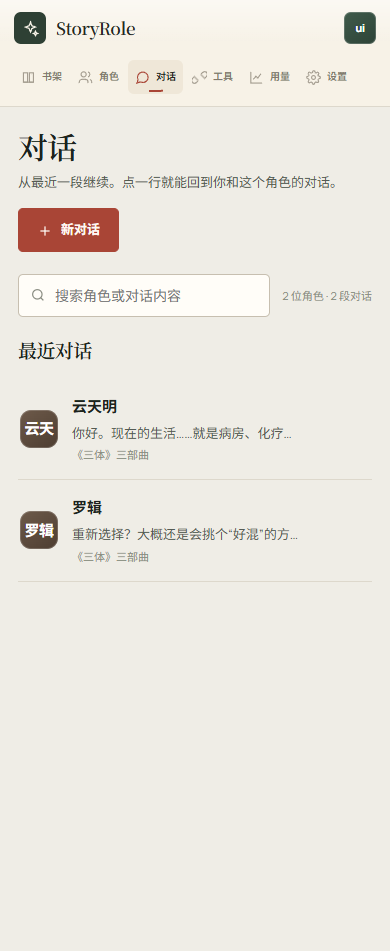 StoryRole
ui
书架 角色 对话 工具 用量 设置
对话
从最近一段继续。点一行就能回到你和这个角色的对话。
+ 新对话
搜索角色或对话内容
2 位角色 · 2 段对话
最近对话
云天
云天明
你好。现在的生活……就是病房、化疗…
《三体》三部曲
罗辑
罗辑
重新选择？大概还是会挑个“好混”的方…
《三体》三部曲